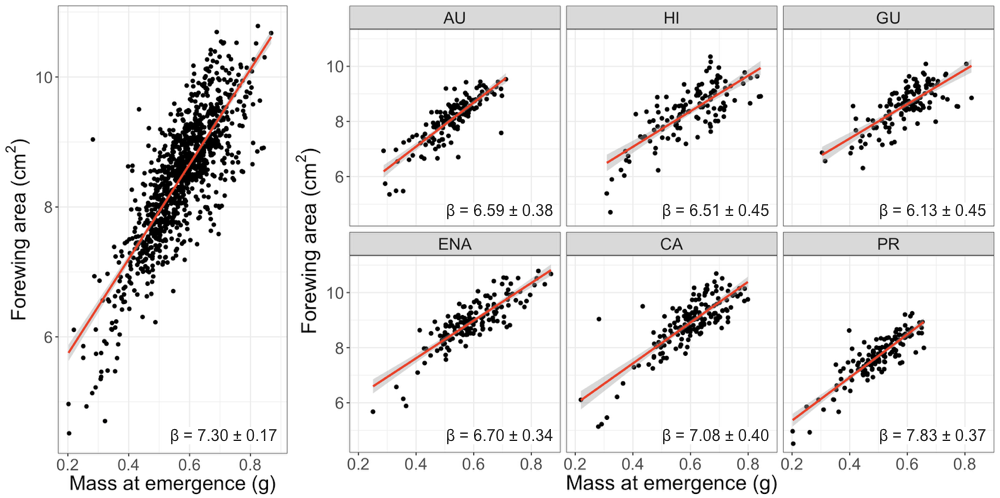 10
8
6
Forewing area (cm²)
β = 7.30 ± 0.17
0.2 0.4 0.6 0.8
Mass at emergence (g)
AU HI GU
10
8
6
β = 6.59 ± 0.38 β = 6.51 ± 0.45 β = 6.13 ± 0.45
Forewing area (cm²)
ENA CA PR
10
8
6
β = 6.70 ± 0.34 β = 7.08 ± 0.40 β = 7.83 ± 0.37
0.2 0.4 0.6 0.8 0.2 0.4 0.6 0.8 0.2 0.4 0.6 0.8
Mass at emergence (g)